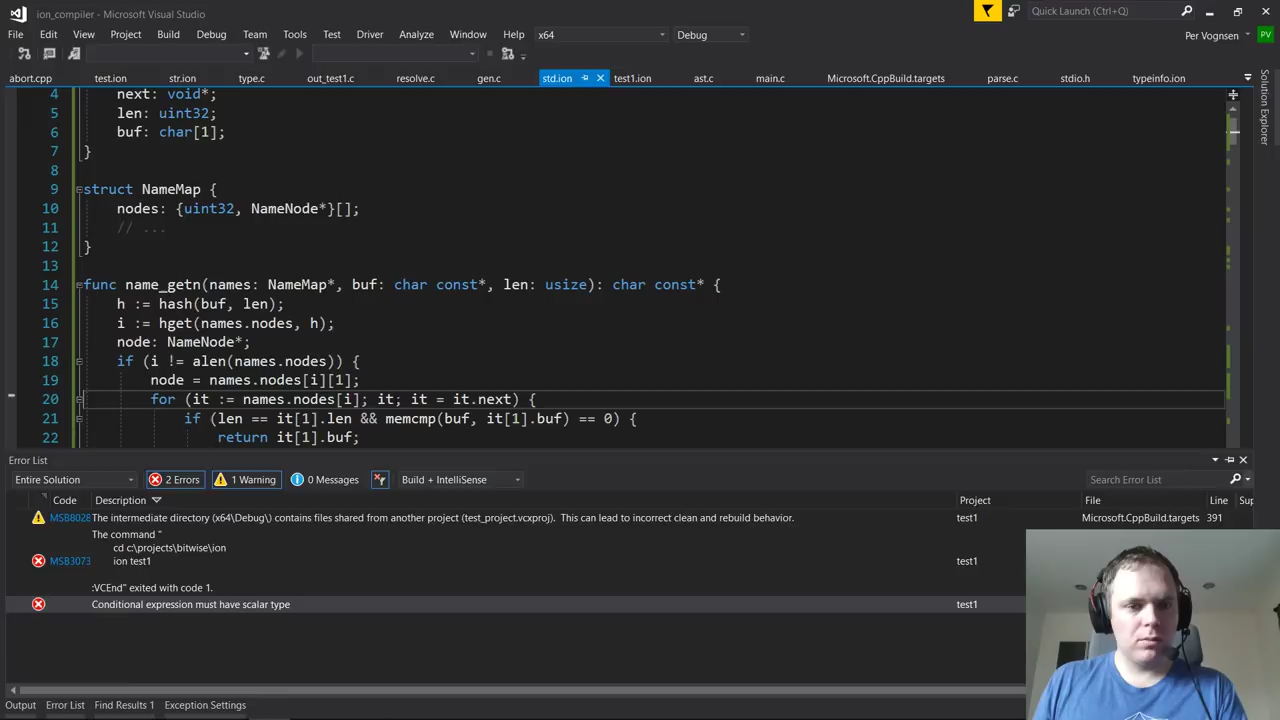 ion_compiler - Microsoft Visual Studio
Quick Launch (Ctrl+Q)
File Edit View Project Build Debug Team Tools Test Driver Analyze Window Help x64 Debug Per Vognsen PV
abort.cpp test.ion str.ion type.c out_test1.c resolve.c gen.c std.ion test1.ion ast.c main.c Microsoft.CppBuild.targets parse.c stdio.h typeinfo.ion
4 next: void*;
5 len: uint32;
6 buf: char[1];
7 }
8
9 struct NameMap {
10 nodes: {uint32, NameNode*}[];
11 // ...
12 }
13
14 func name_getn(names: NameMap*, buf: char const*, len: usize): char const* {
15 h := hash(buf, len);
16 i := hget(names.nodes, h);
17 node: NameNode*;
18 if (i != alen(names.nodes)) {
19 node = names.nodes[i][1];
20 for (it := names.nodes[i]; it; it = it.next) {
21 if (len == it[1].len && memcmp(buf, it[1].buf) == 0) {
22 return it[1].buf;
Solution Explorer
Error List
Entire Solution 2 Errors 1 Warning 0 Messages Build + IntelliSense Search Error List
Code Description Project File Line Sup
MSB8028 The intermediate directory (x64\Debug\) contains files shared from another project (test_project.vcxproj). This can lead to incorrect clean and rebuild behavior. test1 Microsoft.CppBuild.targets 391
The command "
cd c:\projects\bitwise\ion
MSB3073 ion test1 test1
:VCEnd" exited with code 1.
Conditional expression must have scalar type test1
Output Error List Find Results 1 Exception Settings